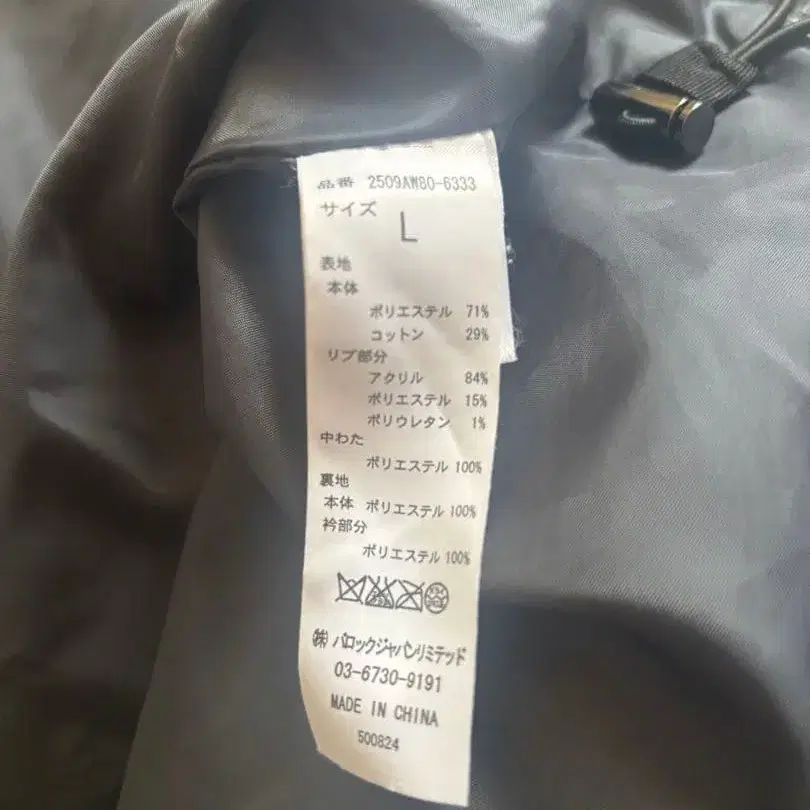 品番 2509AW80-6333
サイズ
L
表地
本体
ポリエステル 71%
コットン 29%
リブ部分
アクリル 84%
ポリエステル 15%
ポリウレタン 1%
中わた
ポリエステル 100%
裏地
本体 ポリエステル 100%
衿部分
ポリエステル 100%
㈱ バロックジャパンリミテッド
03-6730-9191
MADE IN CHINA
500824